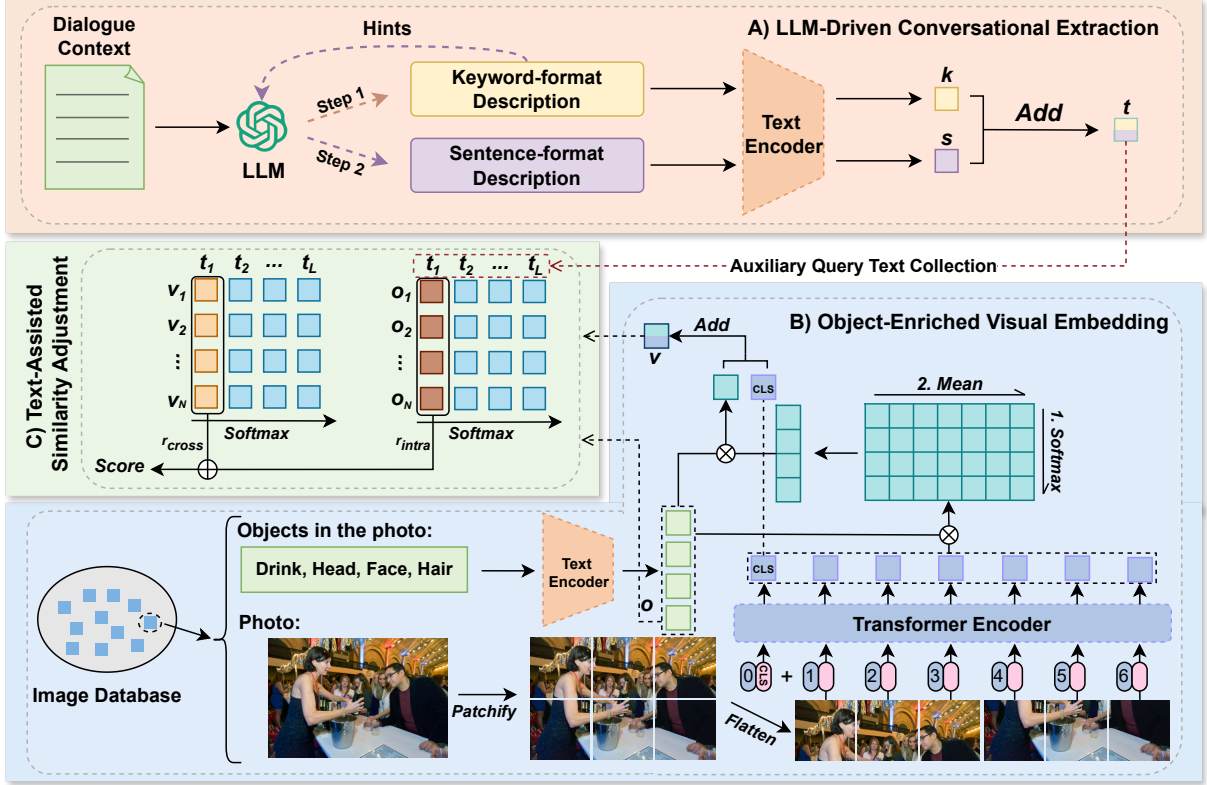 Dialogue
Context
Hints
A) LLM-Driven Conversational Extraction
LLM
Step 1
Step 2
Keyword-format
Description
Sentence-format
Description
Text
Encoder
k
s
Add
t
Auxiliary Query Text Collection
C) Text-Assisted
Similarity Adjustment
t1 t2 ... tL
v1
v2
...
vN
Softmax
rcross
t1 t2 ... tL
o1
o2
...
oN
Softmax
rintra
Score
B) Object-Enriched Visual Embedding
Add
v
CLS
2. Mean
1. Softmax
Objects in the photo:
Drink, Head, Face, Hair
Text
Encoder
o
CLS
Transformer Encoder
0 CLS + 1 2 3 4 5 6
Image Database
Photo:
Patchify
Flatten